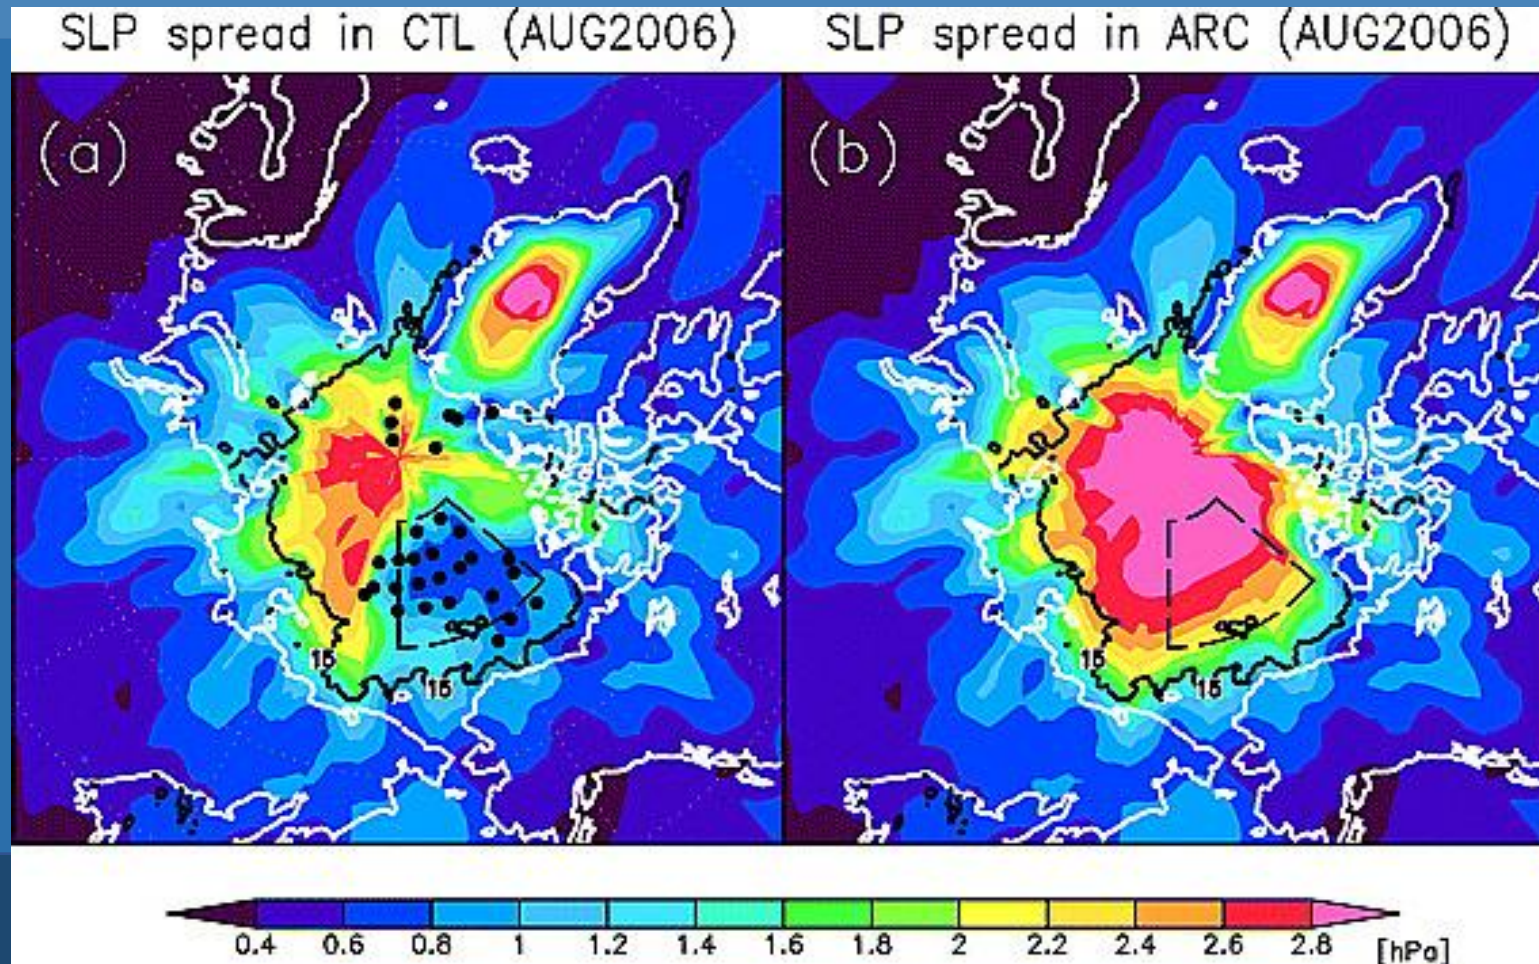 SLP spread in CTL (AUG2006)
SLP spread in ARC (AUG2006)
(a)
(b)
15
15
15
15
0.4 0.6 0.8 1 1.2 1.4 1.6 1.8 2 2.2 2.4 2.6 2.8 [hPa]